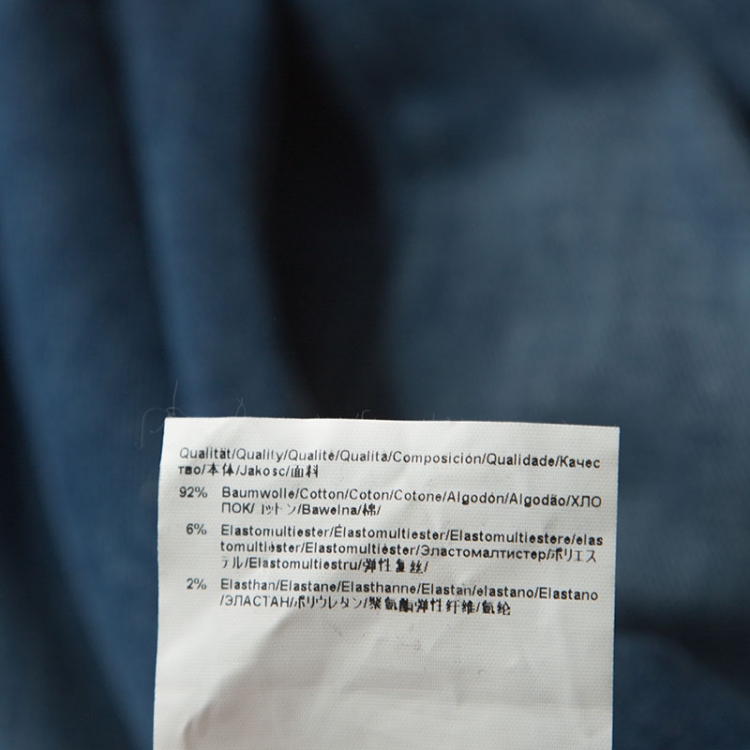 Qualität/Quality/Qualité/Qualita/Composición/Qualidade/Качес
тво/本体/Jakosc/面料
92% Baumwolle/Cotton/Coton/Cotone/Algodón/Algodão/ХЛО
ПОК/コットン/Bawelna/棉/
6% Elastomultiester/Élastomultiester/Elastomultiestere/elas
tomultiéster/Elastomultiéster/Эластомалтистер/ポリエス
テル/Elastomultiestru/弹性复丝/
2% Elasthan/Elastane/Elasthanne/Elastan/elastano/Elastano
/ЭЛАСТАН/ポリウレタン/聚氨酯弹性纤维/氨纶